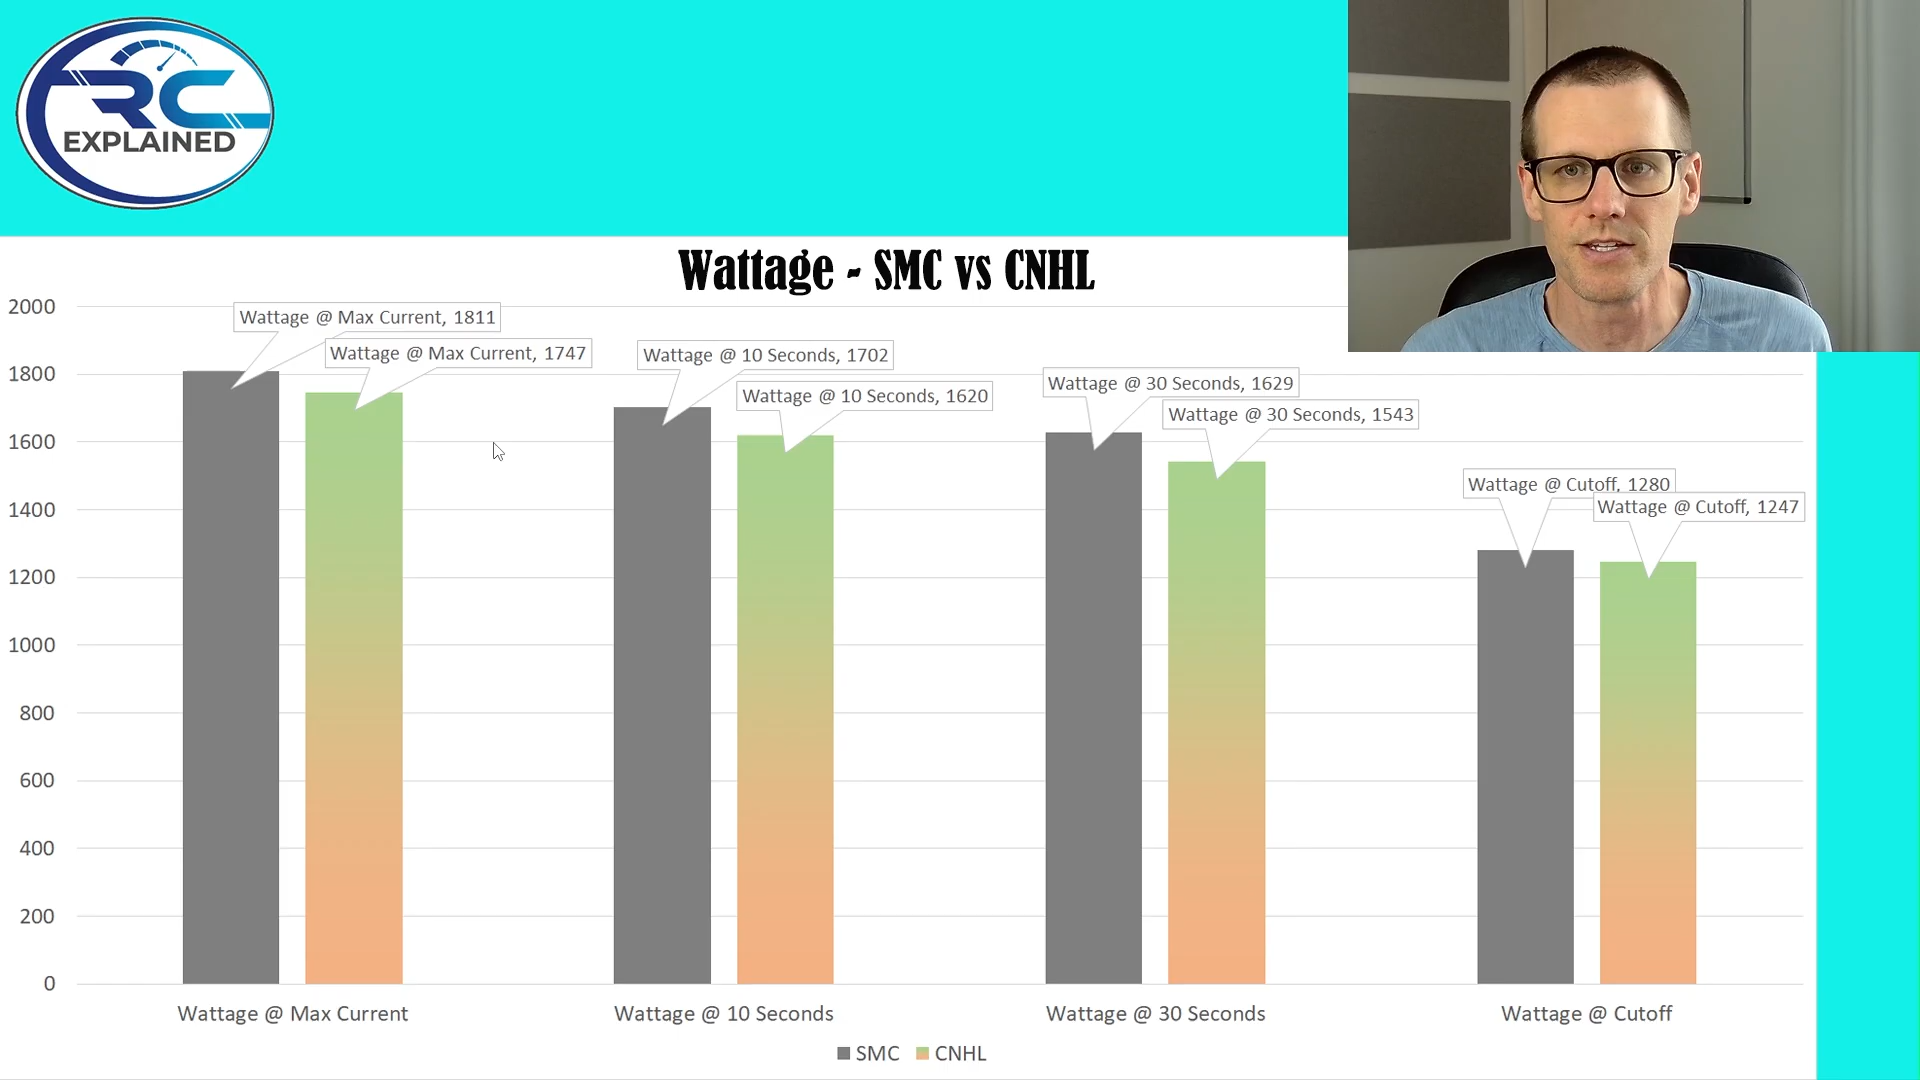 RC
EXPLAINED
Wattage - SMC vs CNHL
2000
1800
1600
1400
1200
1000
800
600
400
200
0
Wattage @ Max Current, 1811
Wattage @ Max Current, 1747
Wattage @ 10 Seconds, 1702
Wattage @ 10 Seconds, 1620
Wattage @ 30 Seconds, 1629
Wattage @ 30 Seconds, 1543
Wattage @ Cutoff, 1280
Wattage @ Cutoff, 1247
Wattage @ Max Current
Wattage @ 10 Seconds
Wattage @ 30 Seconds
Wattage @ Cutoff
SMC
CNHL